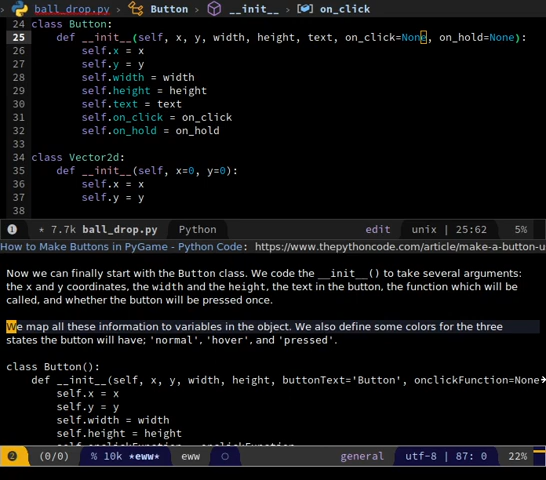 ball_drop.py > Button > __init__ > on_click
24 class Button:
25 def __init__(self, x, y, width, height, text, on_click=None, on_hold=None):
26 self.x = x
27 self.y = y
28 self.width = width
29 self.height = height
30 self.text = text
31 self.on_click = on_click
32 self.on_hold = on_hold
33
34 class Vector2d:
35 def __init__(self, x=0, y=0):
36 self.x = x
37 self.y = y
38
1 * 7.7k ball_drop.py Python edit unix | 25:62 5%
How to Make Buttons in PyGame - Python Code: https://www.thepythoncode.com/article/make-a-button-u
Now we can finally start with the Button class. We code the __init__() to take several arguments:
the x and y coordinates, the width and the height, the text in the button, the function which will be
called, and whether the button will be pressed once.
We map all these information to variables in the object. We also define some colors for the three
states the button will have; 'normal', 'hover', and 'pressed'.
class Button():
def __init__(self, x, y, width, height, buttonText='Button', onclickFunction=None
self.x = x
self.y = y
self.width = width
self.height = height
self.onclickFunction = onclickFunction
2 (0/0) % 10k *eww* eww general utf-8 | 87: 0 22%